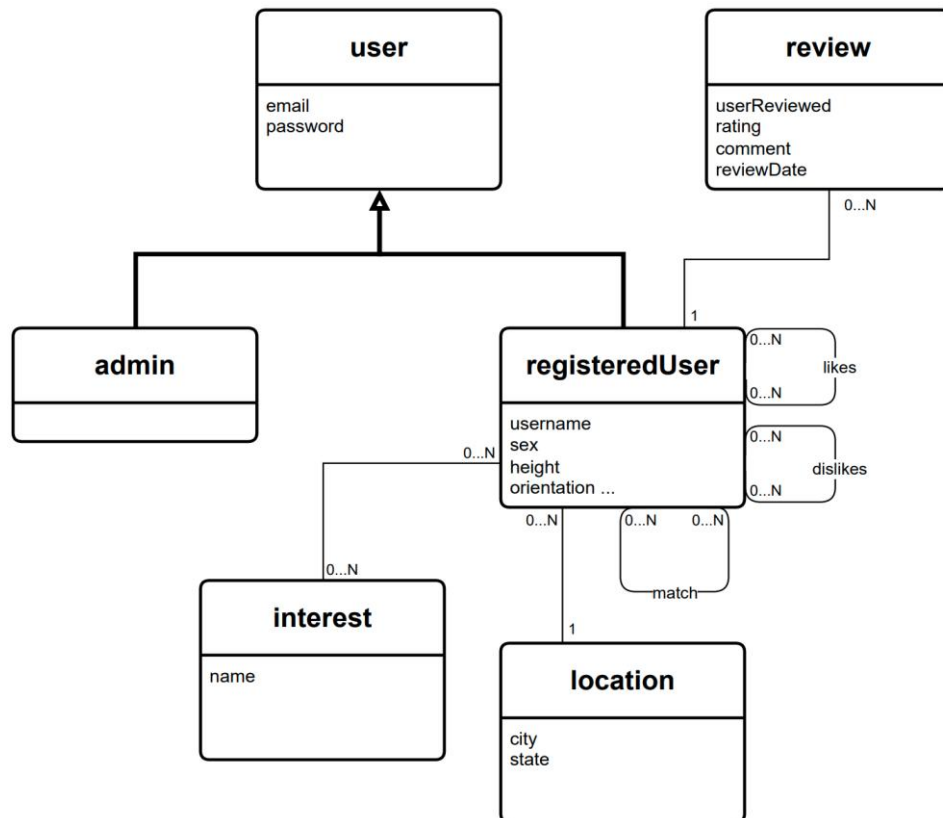 user
email
password
review
userReviewed
rating
comment
reviewDate
0...N
1
admin
registeredUser
username
sex
height
orientation ...
0...N
likes
0...N
0...N
dislikes
0...N
0...N
0...N
0...N
0...N
match
0...N
interest
name
1
location
city
state